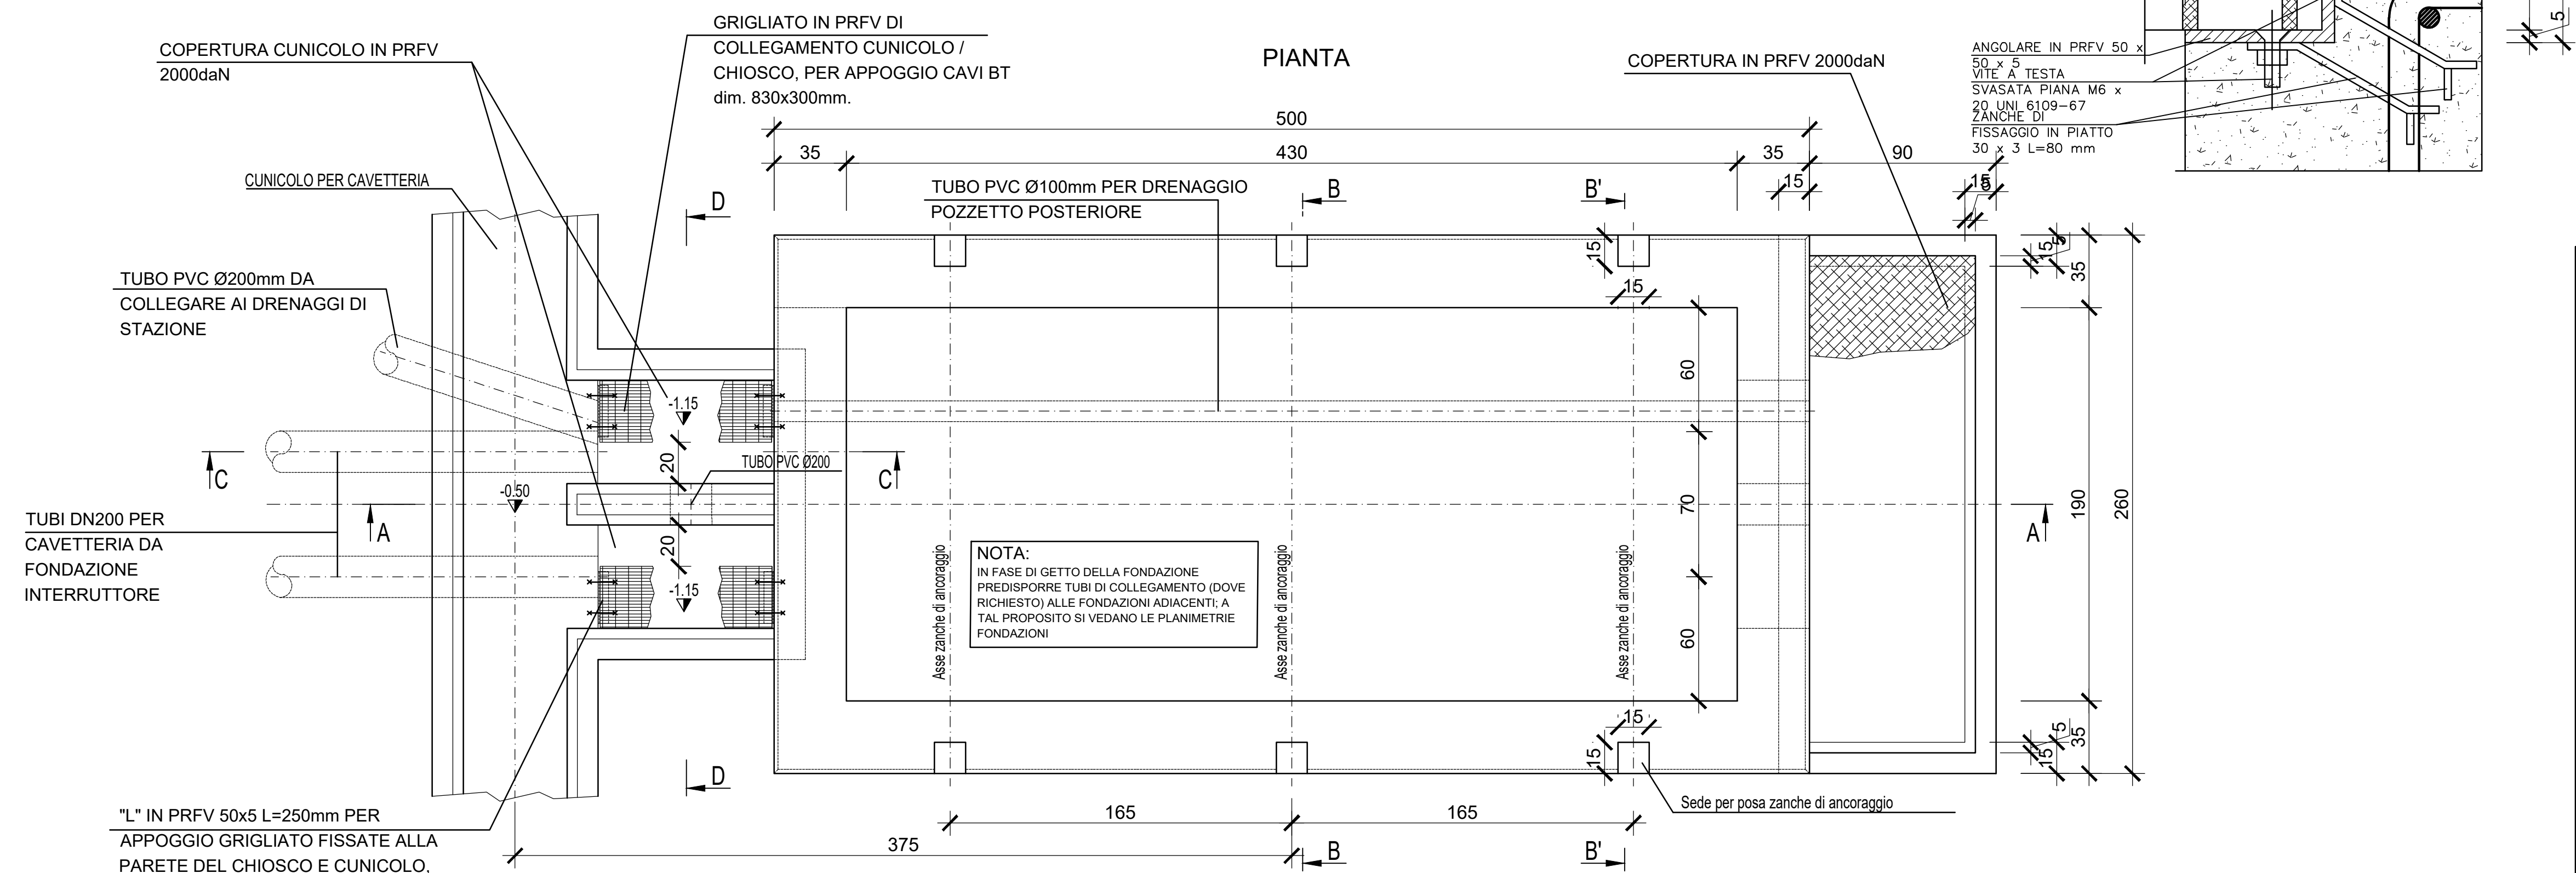 GRIGLIATO IN PRFV DI
COLLEGAMENTO CUNICOLO /
CHIOSCO, PER APPOGGIO CAVI BT
dim. 830x300mm.
COPERTURA CUNICOLO IN PRFV
2000daN
PIANTA
COPERTURA IN PRFV 2000daN
ANGOLARE IN PRFV 50 x
50 x 5
VITE A TESTA
SVASATA PIANA M6 x
20 UNI 6109-67
ZANCHE DI
FISSAGGIO IN PIATTO
30 x 3 L=80 mm
5
500
35
430
35
90
15
15
5
CUNICOLO PER CAVETTERIA
D
TUBO PVC Ø100mm PER DRENAGGIO
POZZETTO POSTERIORE
B
B'
15
15
15
5
35
TUBO PVC Ø200mm DA
COLLEGARE AI DRENAGGI DI
STAZIONE
60
70
60
190
260
-1.15
20
TUBO PVC Ø200
C
C
-0.50
A
A
20
-1.15
TUBI DN200 PER
CAVETTERIA DA
FONDAZIONE
INTERRUTTORE
Asse zanche di ancoraggio
Asse zanche di ancoraggio
Asse zanche di ancoraggio
NOTA:
IN FASE DI GETTO DELLA FONDAZIONE
PREDISPORRE TUBI DI COLLEGAMENTO (DOVE
RICHIESTO) ALLE FONDAZIONI ADIACENTI; A
TAL PROPOSITO SI VEDANO LE PLANIMETRIE
FONDAZIONI
15
15
5
15
35
D
Sede per posa zanche di ancoraggio
"L" IN PRFV 50x5 L=250mm PER
APPOGGIO GRIGLIATO FISSATE ALLA
PARETE DEL CHIOSCO E CUNICOLO,
165
165
375
B
B'